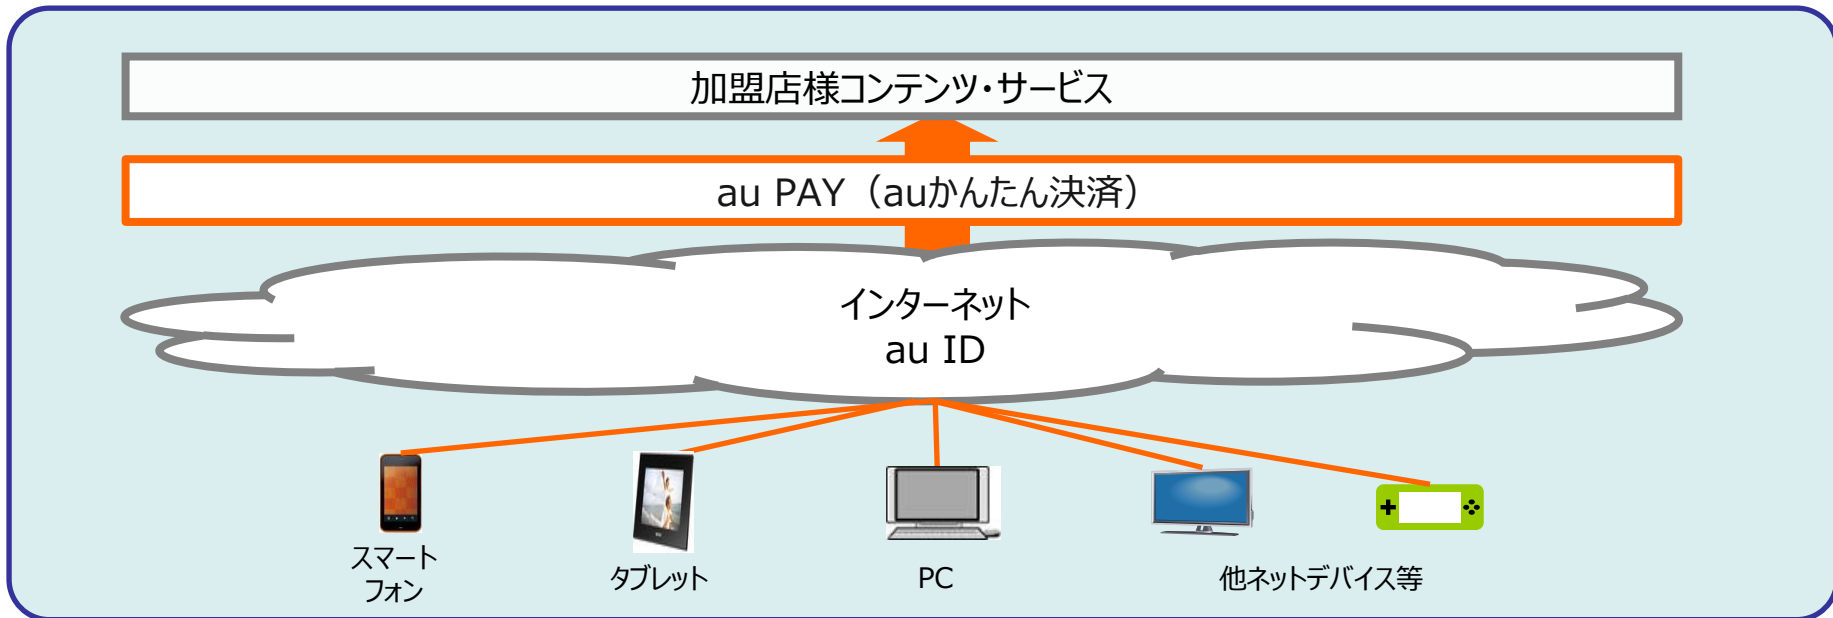 加盟店様コンテンツ・サービス
au PAY（auかんたん決済）
インターネット
au ID
スマート
フォン
タブレット
PC
他ネットデバイス等